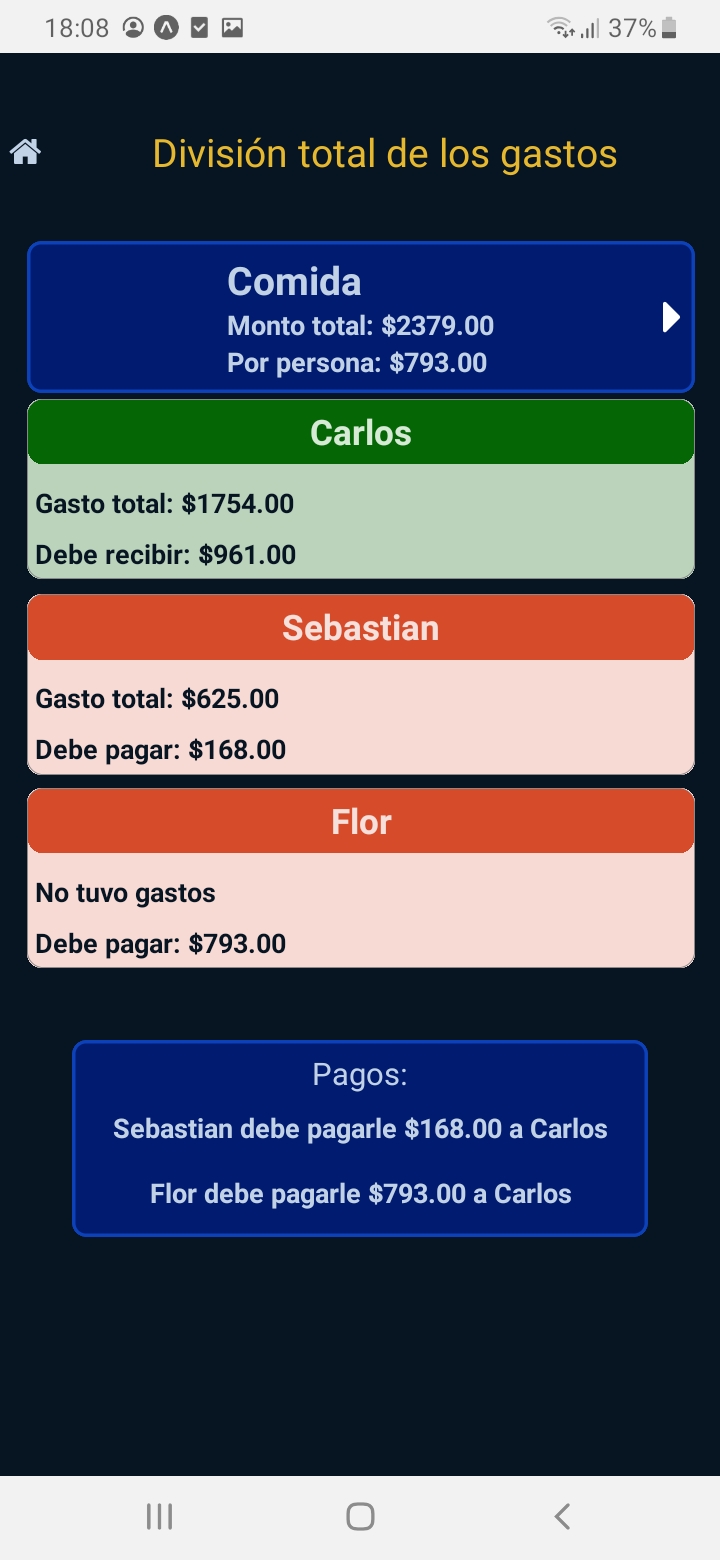 18:08
37%
División total de los gastos
Comida
Monto total: $2379.00
Por persona: $793.00
Carlos
Gasto total: $1754.00
Debe recibir: $961.00
Sebastian
Gasto total: $625.00
Debe pagar: $168.00
Flor
No tuvo gastos
Debe pagar: $793.00
Pagos:
Sebastian debe pagarle $168.00 a Carlos
Flor debe pagarle $793.00 a Carlos